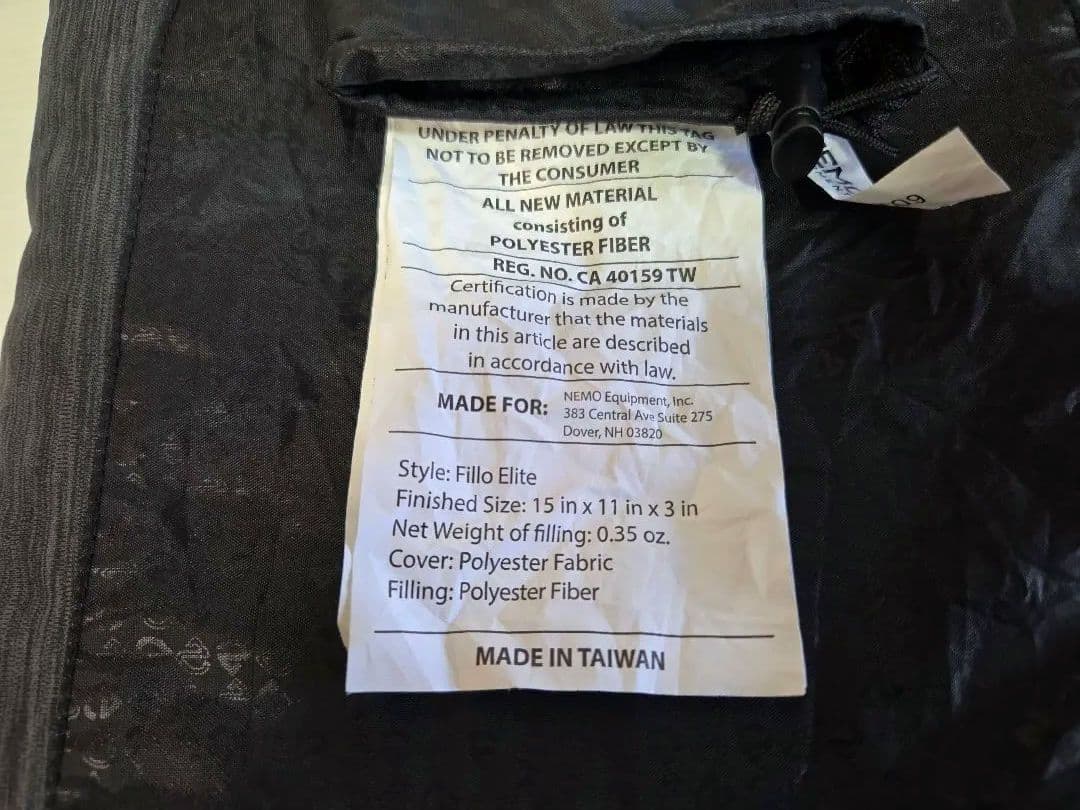 UNDER PENALTY OF LAW THIS TAG
NOT TO BE REMOVED EXCEPT BY
THE CONSUMER
ALL NEW MATERIAL
consisting of
POLYESTER FIBER
REG. NO. CA 40159 TW
Certification is made by the
manufacturer that the materials
in this article are described
in accordance with law.
MADE FOR:
NEMO Equipment, Inc.
383 Central Ave Suite 275
Dover, NH 03820
Style: Fillo Elite
Finished Size: 15 in x 11 in x 3 in
Net Weight of filling: 0.35 oz.
Cover: Polyester Fabric
Filling: Polyester Fiber
MADE IN TAIWAN